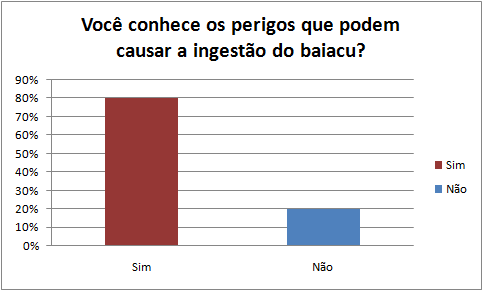 Você conhece os perigos que podem
causar a ingestão do baiacu?
90%
80%
70%
60%
50%
40%
30%
20%
10%
0%
Sim
Não
Sim
Não